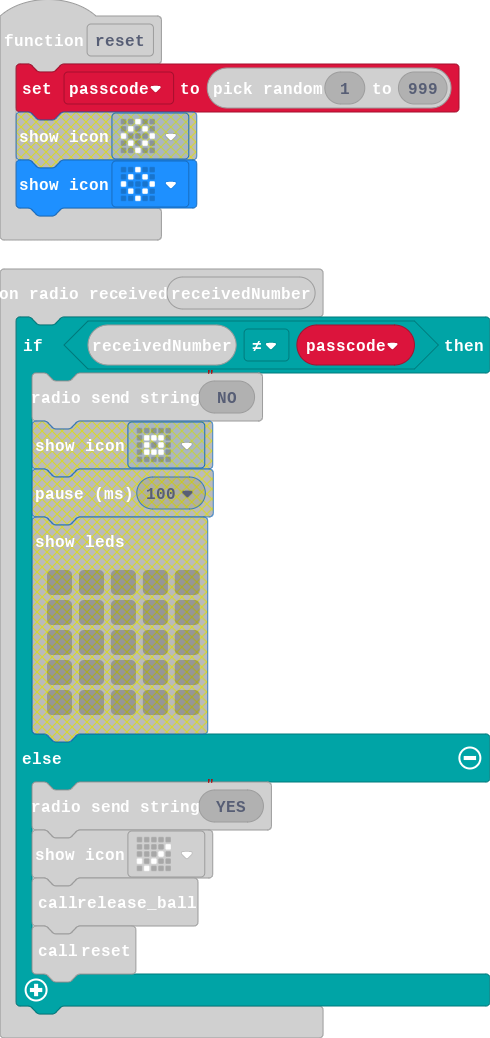 function reset
set passcode to pick random 1 to 999
show icon
show icon
on radio received receivedNumber
if receivedNumber ≠ passcode then
radio send string "NO
show icon
pause (ms) 100
show leds
else
radio send string "YES
show icon
call release_ball
call reset